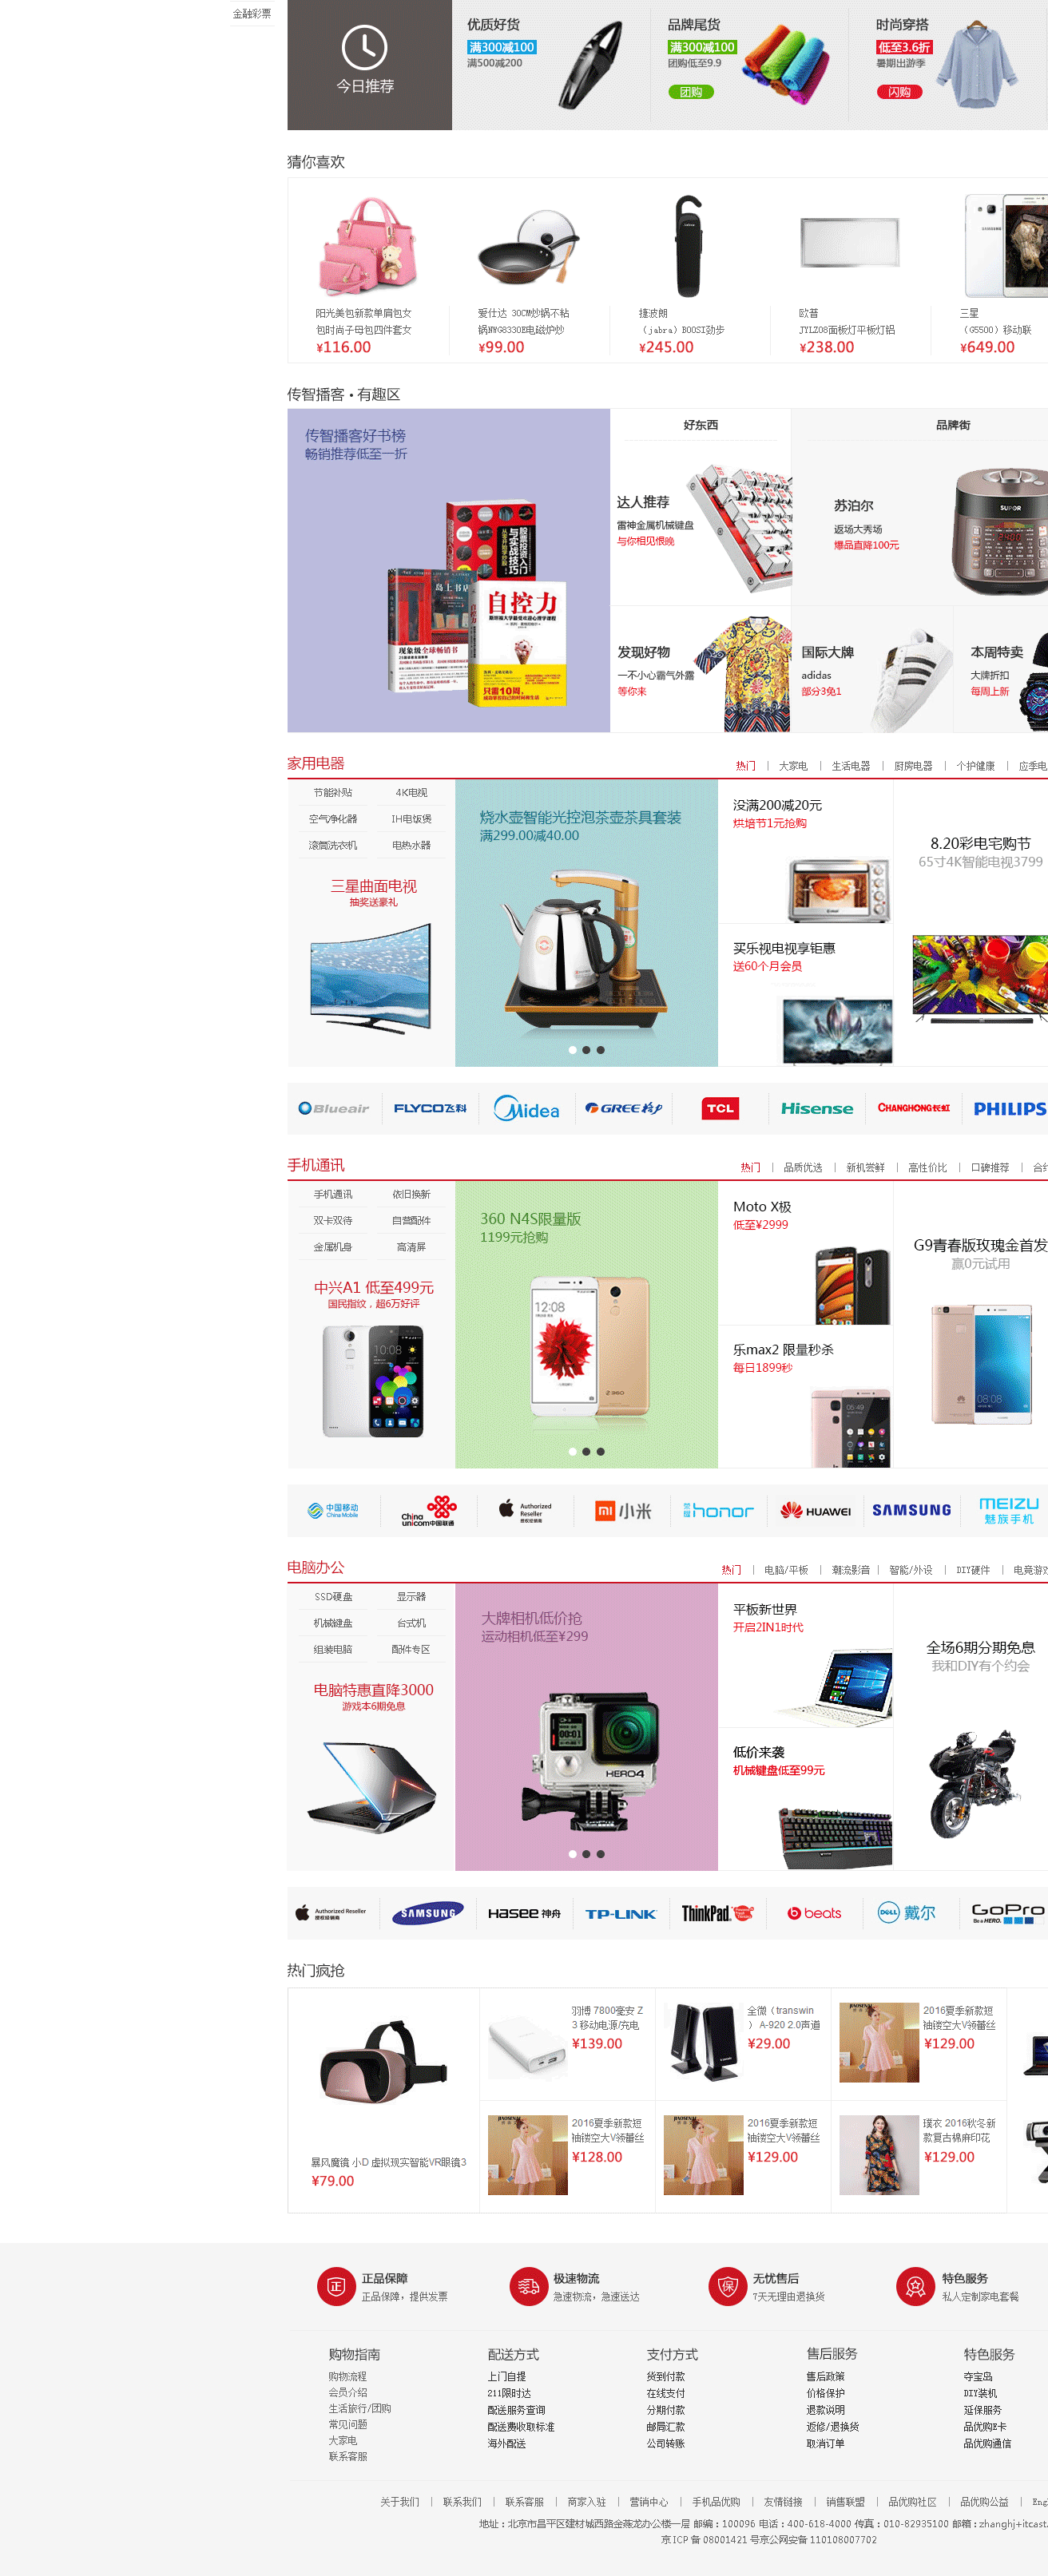 金融彩票
今日推荐
优质好货
满300减100
满500减200
品牌尾货
满300减100
团购低至9.9
团购
时尚穿搭
低至3.6折
暑期出游季
闪购
猜你喜欢
阳光美包新款单肩包女
包时尚子母包四件套女
¥116.00
爱仕达 30CM炒锅不粘
锅NWG8330E电磁炉炒
¥99.00
捷波朗
（jabra）BOOSI劲步
¥245.00
欧普
JYLZ08面板灯平板灯铝
¥238.00
三星
（G5500）移动联
¥649.00
传智播客 • 有趣区
传智播客好书榜
畅销推荐低至一折
自控力
只需10周,
好东西
达人推荐
雷神金属机械键盘
与你相见恨晚
品牌街
苏泊尔
返场大秀场
爆品直降100元
SUPOR
发现好物
一不小心霸气外露
等你来
国际大牌
adidas
部分3免1
本周特卖
大牌折扣
每周上新
家用电器
热门 | 大家电 | 生活电器 | 厨房电器 | 个护健康 | 应季电
节能补贴 4K电视
空气净化器 IH电饭煲
滚筒洗衣机 电热水器
三星曲面电视
抽奖送豪礼
烧水壶智能光控泡茶壶茶具套装
满299.00减40.00
没满200减20元
烘培节1元抢购
买乐视电视享钜惠
送60个月会员
8.20彩电宅购节
65寸4K智能电视3799
Blueair FLYCO飞科 Midea GREE格力 TCL Hisense CHANGHONG长虹 PHILIPS
手机通讯
热门 | 品质优选 | 新机尝鲜 | 高性价比 | 口碑推荐 | 合约
手机通讯 依旧换新
双卡双待 自营配件
金属机身 高清屏
中兴A1 低至499元
国民指纹，超6万好评
10:08
360 N4S限量版
1199元抢购
12:08
Moto X极
低至¥2999
乐max2 限量秒杀
每日1899秒
05:49
G9青春版玫瑰金首发
赢0元试用
08:08
中国移动
China Mobile
China
unicom中国联通
Authorized
Reseller
授权经销商
小米
荣耀honor
HUAWEI
SAMSUNG
MEIZU
魅族手机
电脑办公
热门 | 电脑/平板 | 潮流影音 | 智能/外设 | DIY硬件 | 电竞游戏
SSD硬盘 显示器
机械键盘 台式机
组装电脑 配件专区
电脑特惠直降3000
游戏本6期免息
大牌相机低价抢
运动相机低至¥299
HERO4
平板新世界
开启2IN1时代
低价来袭
机械键盘低至99元
全场6期分期免息
我和DIY有个约会
Authorized Reseller
授权经销商
SAMSUNG
HASEE 神舟
TP-LINK
ThinkPad
beats
DELL 戴尔
GoPro
Be a HERO.
热门疯抢
暴风魔镜 小D 虚拟现实智能VR眼镜3
¥79.00
羽博 7800毫安 Z
3 移动电源/充电
¥139.00
全微（transwin
） A-920 2.0声道
¥29.00
2016夏季新款短
袖镂空大V领蕾丝
¥129.00
2016夏季新款短
袖镂空大V领蕾丝
¥128.00
2016夏季新款短
袖镂空大V领蕾丝
¥129.00
璞衣 2016秋冬新
款复古棉麻印花
¥129.00
正品保障
正品保障，提供发票
极速物流
急速物流，急速送达
无忧售后
7天无理由退换货
特色服务
私人定制家电套餐
购物指南
购物流程
会员介绍
生活旅行/团购
常见问题
大家电
联系客服
配送方式
上门自提
211限时达
配送服务查询
配送费收取标准
海外配送
支付方式
货到付款
在线支付
分期付款
邮局汇款
公司转账
售后服务
售后政策
价格保护
退款说明
返修/退换货
取消订单
特色服务
夺宝岛
DIY装机
延保服务
品优购E卡
品优购通信
关于我们 | 联系我们 | 联系客服 | 商家入驻 | 营销中心 | 手机品优购 | 友情链接 | 销售联盟 | 品优购社区 | 品优购公益 | Eng
地址：北京市昌平区建材城西路金燕龙办公楼一层 邮编：100096 电话：400-618-4000 传真：010-82935100 邮箱：zhanghj+itcast
京ICP备08001421号京公网安备110108007702